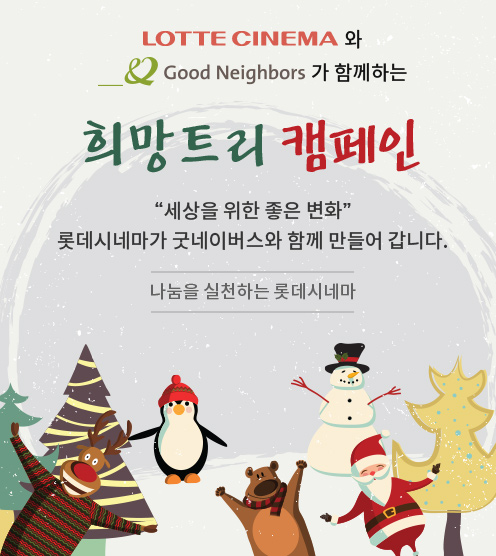 LOTTE CINEMA 와
__& Good Neighbors 가 함께하는
희망트리 캠페인
“세상을 위한 좋은 변화”
롯데시네마가 굿네이버스와 함께 만들어 갑니다.
나눔을 실천하는 롯데시네마